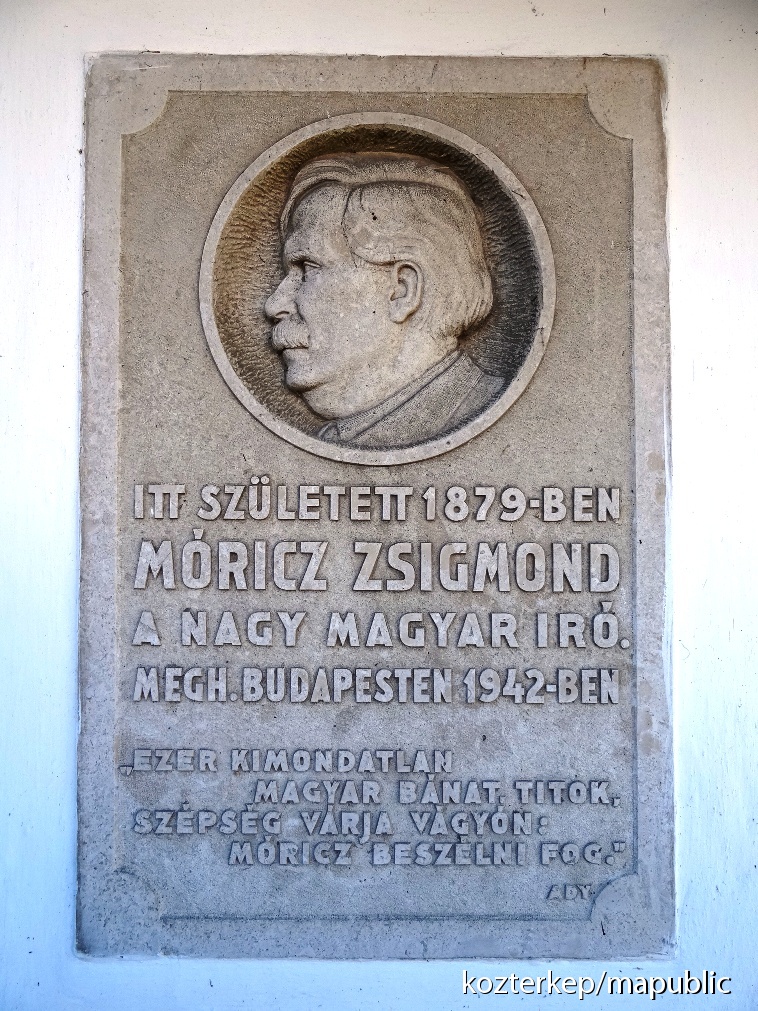 ITT SZÜLETETT 1879-BEN
MÓRICZ ZSIGMOND
A NAGY MAGYAR IRÓ.
MEGH. BUDAPESTEN 1942-BEN
„EZER KIMONDATLAN
MAGYAR BÁNAT, TITOK,
SZÉPSÉG VÁRJA VAGYÓN:
MÓRICZ BESZÉLNI FOG."
ADY.
kozterkep/mapublic